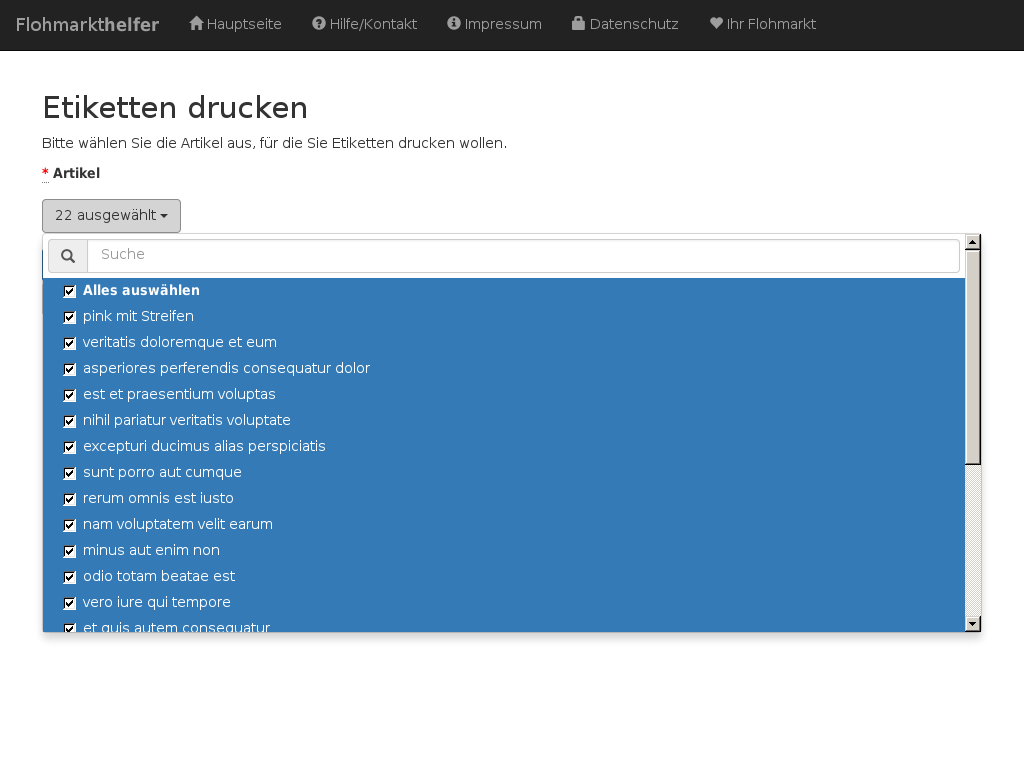 Flohmarkthelfer Hauptseite Hilfe/Kontakt Impressum Datenschutz Ihr Flohmarkt
Etiketten drucken
Bitte wählen Sie die Artikel aus, für die Sie Etiketten drucken wollen.
* Artikel
22 ausgewählt
Suche
Alles auswählen
pink mit Streifen
veritatis doloremque et eum
asperiores perferendis consequatur dolor
est et praesentium voluptas
nihil pariatur veritatis voluptate
excepturi ducimus alias perspiciatis
sunt porro aut cumque
rerum omnis est iusto
nam voluptatem velit earum
minus aut enim non
odio totam beatae est
vero iure qui tempore
et quis autem consequatur